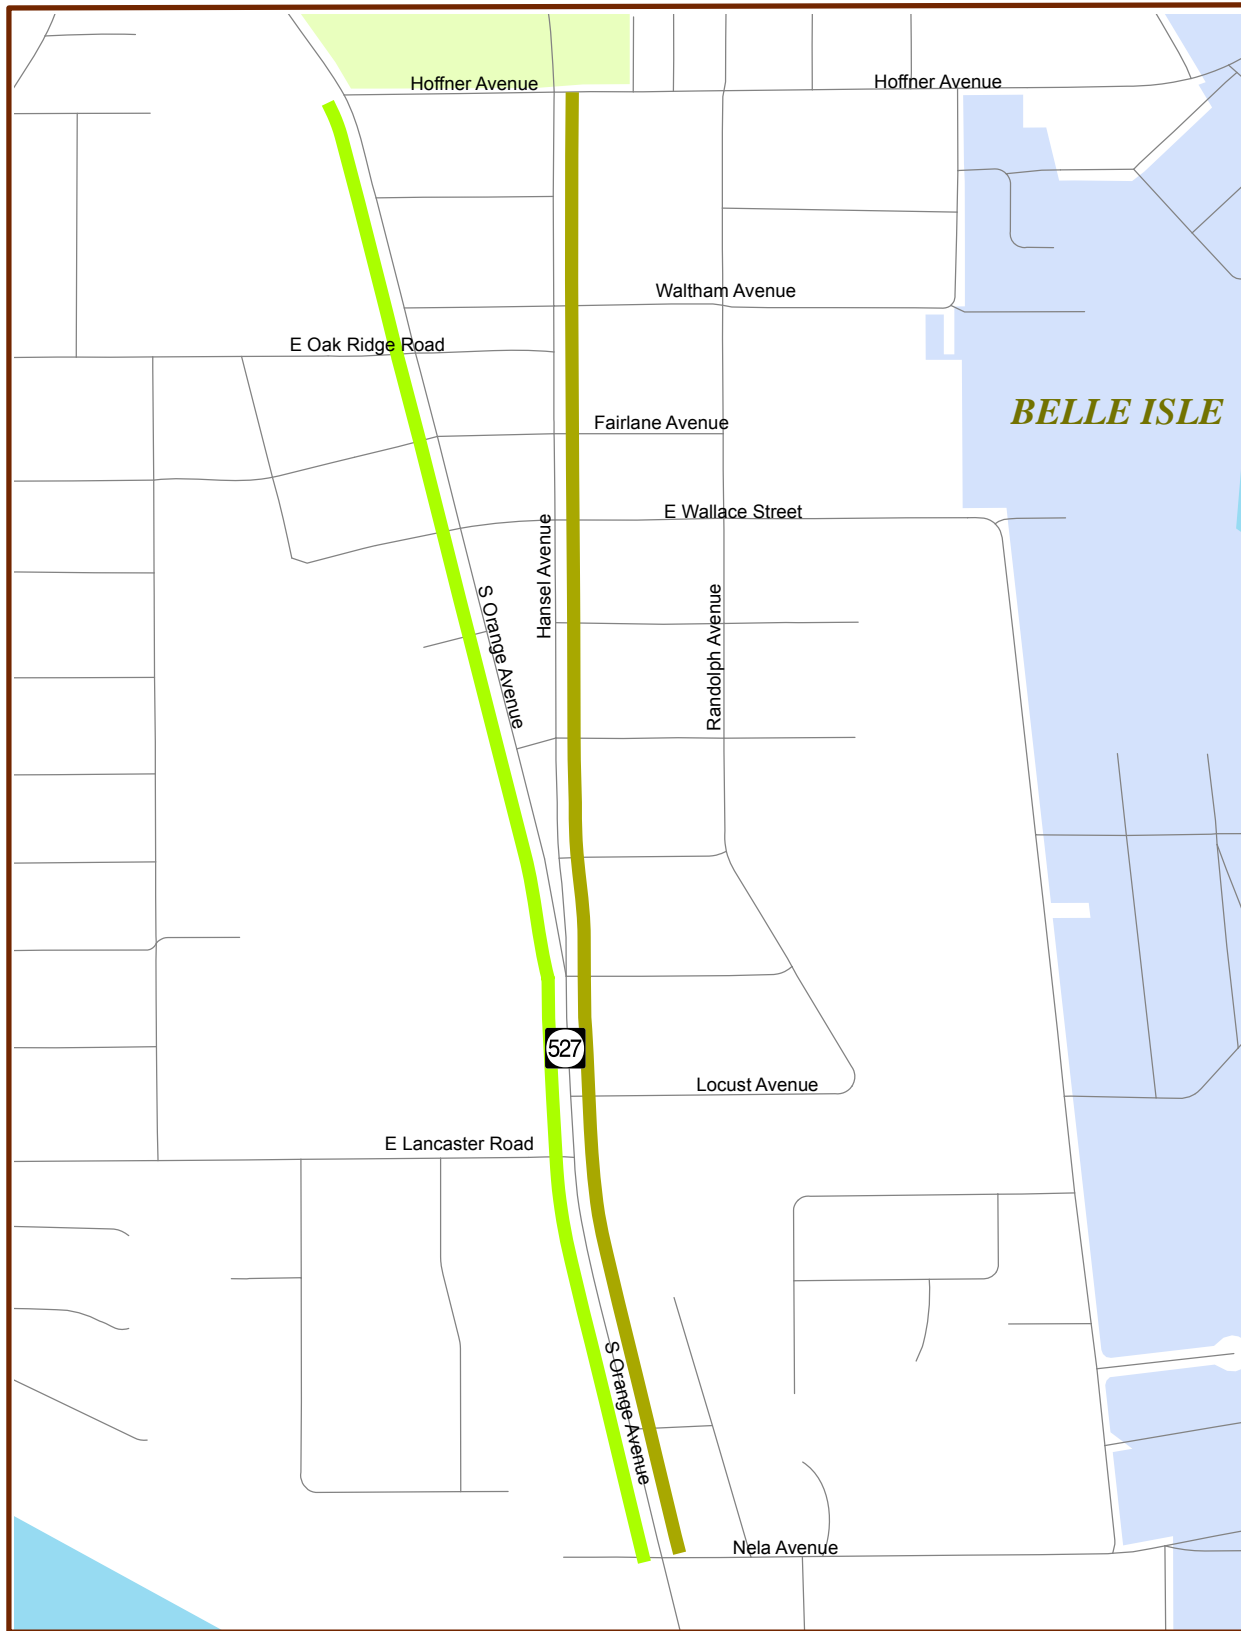 Hoffner Avenue
Hoffner Avenue
Waltham Avenue
E Oak Ridge Road
BELLE ISLE
Fairlane Avenue
E Wallace Street
Hansel Avenue
S Orange Avenue
Randolph Avenue
527
Locust Avenue
E Lancaster Road
S Orange Avenue
Nela Avenue